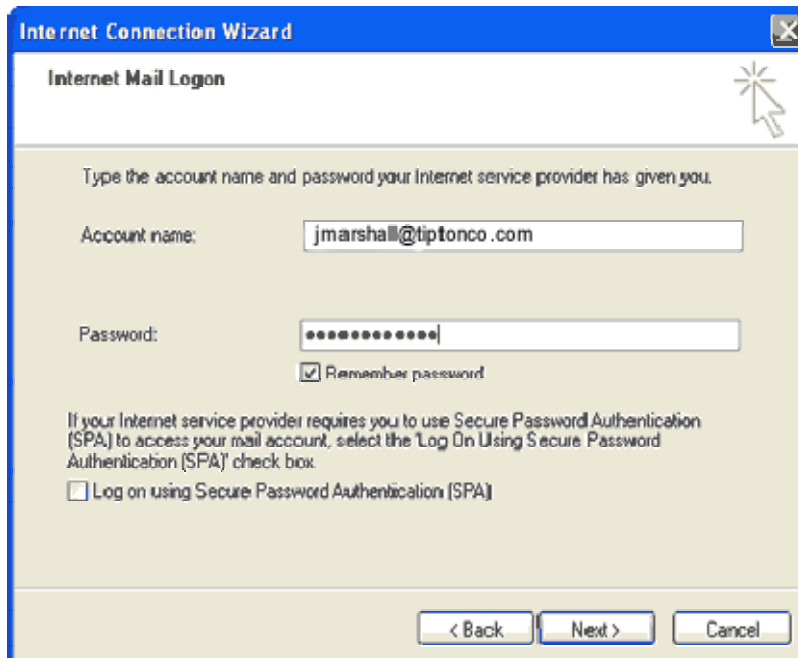 Internet Connection Wizard
Internet Mail Logon
Type the account name and password your Internet service provider has given you.
Account name:
jmarshall@tiptonco.com
Password:
••••••••••••
Remember password
If your Internet service provider requires you to use Secure Password Authentication
(SPA) to access your mail account, select the 'Log On Using Secure Password
Authentication (SPA)' check box.
Log on using Secure Password Authentication (SPA)
< Back
Next >
Cancel